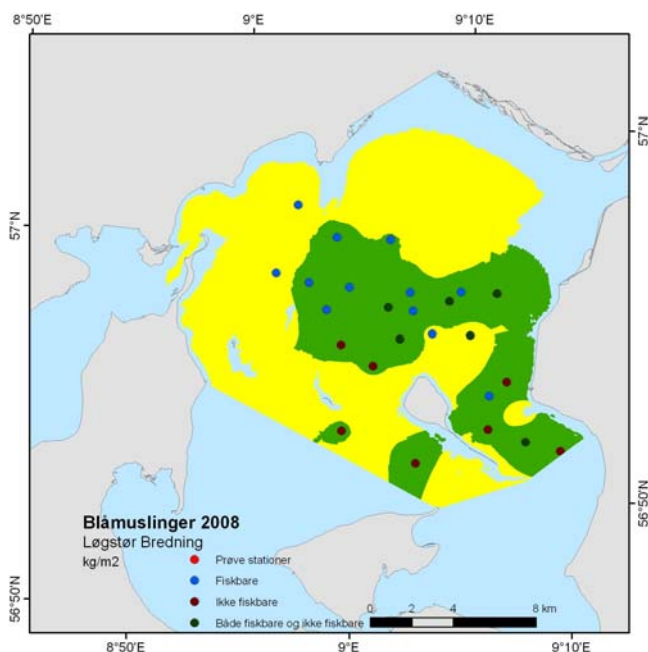 8°50'E 9°E 9°10'E
57°N
57°N
56°50'N
56°50'N
Blåmuslinger 2008
Løgstør Bredning
kg/m2
Prøve stationer
Fiskbare
Ikke fiskbare
Både fiskbare og ikke fiskbare
0 2 4 8 km
8°50'E 9°E 9°10'E